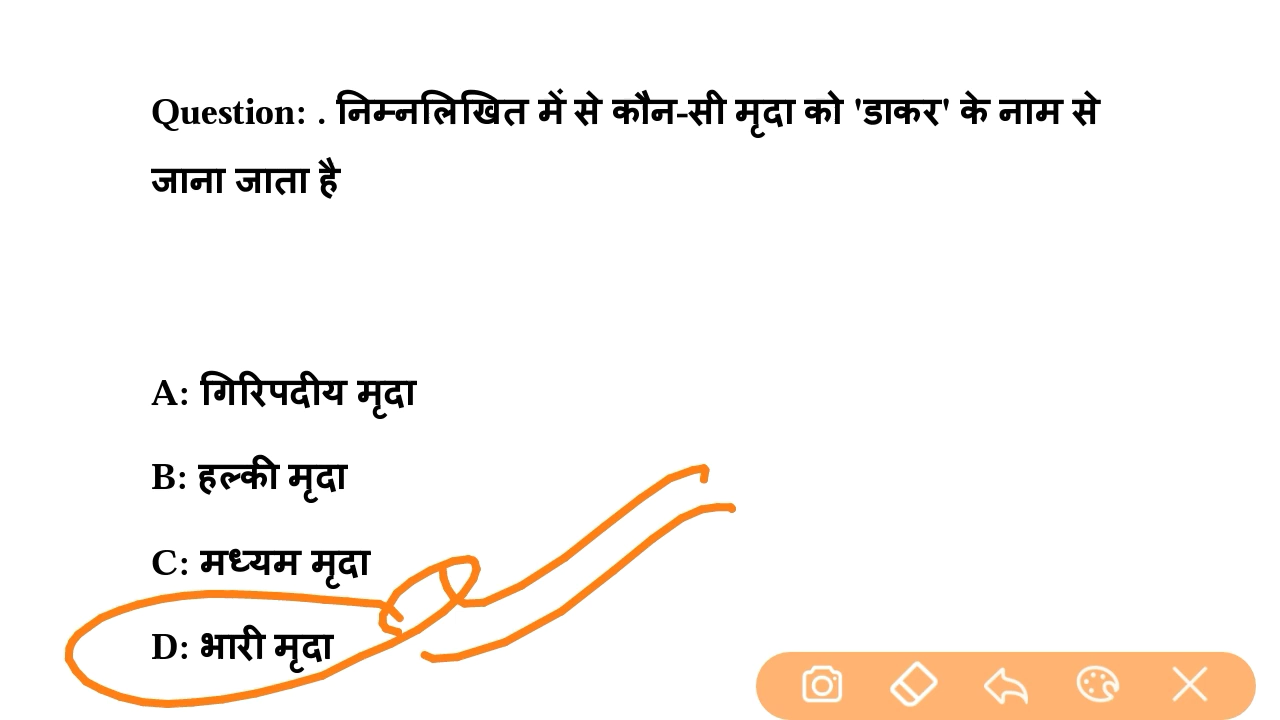 Question: . निम्नलिखित में से कौन-सी मृदा को 'डाकर' के नाम से
जाना जाता है
A: गिरिपदीय मृदा
B: हल्की मृदा
C: मध्यम मृदा
D: भारी मृदा